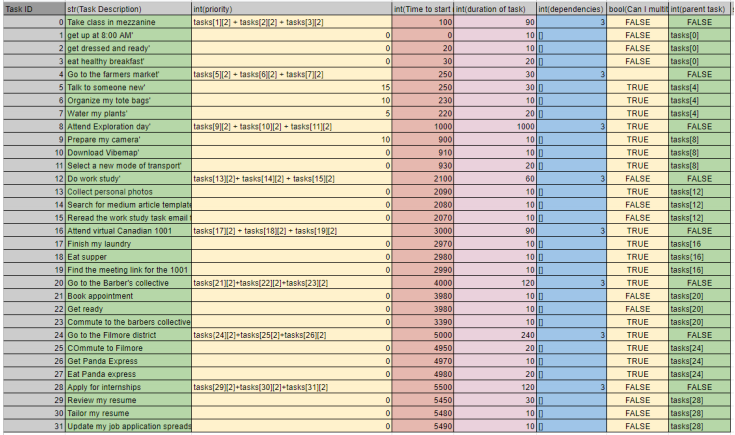 Task ID str(Task Description) int(priority) int(Time to start int(duration of task) int(dependencies) bool(Can I multit int(parent task)
0 Take class in mezzanine tasks[1][2] + tasks[2][2] + tasks[3][2] 100 90 3 FALSE FALSE
1 get up at 8:00 AM' 0 0 10 [] FALSE tasks[0]
2 get dressed and ready' 0 20 10 [] FALSE tasks[0]
3 eat healthy breakfast' 0 30 20 [] FALSE tasks[0]
4 Go to the farmers market' tasks[5][2] + tasks[6][2] + tasks[7][2] 250 30 3 FALSE
5 Talk to someone new' 15 250 30 [] TRUE tasks[4]
6 Organize my tote bags' 10 230 10 [] TRUE tasks[4]
7 Water my plants' 5 220 20 [] TRUE tasks[4]
8 Attend Exploration day' tasks[9][2] + tasks[10][2] + tasks[11][2] 1000 1000 3 TRUE FALSE
9 Prepare my camera' 10 900 10 [] TRUE tasks[8]
10 Download Vibemap' 0 910 10 [] TRUE tasks[8]
11 Select a new mode of transport' 0 930 20 [] TRUE tasks[8]
12 Do work study' tasks[13][2]+ tasks[14][2] + tasks[15][2] 2100 60 3 FALSE FALSE
13 Collect personal photos 0 2090 10 [] TRUE tasks[12]
14 Search for medium article template 0 2080 10 [] FALSE tasks[12]
15 Reread the work study task email 0 2070 10 [] FALSE tasks[12]
16 Attend virtual Canadian 1001 tasks[17][2] + tasks[18][2] + tasks[19][2] 3000 90 3 TRUE FALSE
17 Finish my laundry 0 2970 10 [] TRUE tasks[16
18 Eat supper 0 2980 10 [] TRUE tasks[16]
19 Find the meeting link for the 1001 0 2990 10 [] TRUE tasks[16]
20 Go to the Barber's collective tasks[21][2]+tasks[22][2]+tasks[23][2] 4000 120 3 TRUE FALSE
21 Book appointment 0 3980 10 [] FALSE tasks[20]
22 Get ready 0 3980 10 [] FALSE tasks[20]
23 Commute to the barbers collective 0 3390 10 [] TRUE tasks[20]
24 Go to the Filmore district tasks[24][2]+tasks[25[2]+tasks[26][2] 5000 240 3 TRUE FALSE
25 COmmute to Filmore 0 4950 20 [] TRUE tasks[24]
26 Get Panda Express 0 4970 10 [] TRUE tasks[24]
27 Eat Panda express 0 4980 20 [] TRUE tasks[24]
28 Apply for internships tasks[29][2]+tasks[30][2]+tasks[31][2] 5500 120 3 FALSE FALSE
29 Review my resume 0 5450 30 [] FALSE tasks[28]
30 Tailor my resume 0 5480 10 [] FALSE tasks[28]
31 Update my job application spreads 0 5490 10 [] FALSE tasks[28]